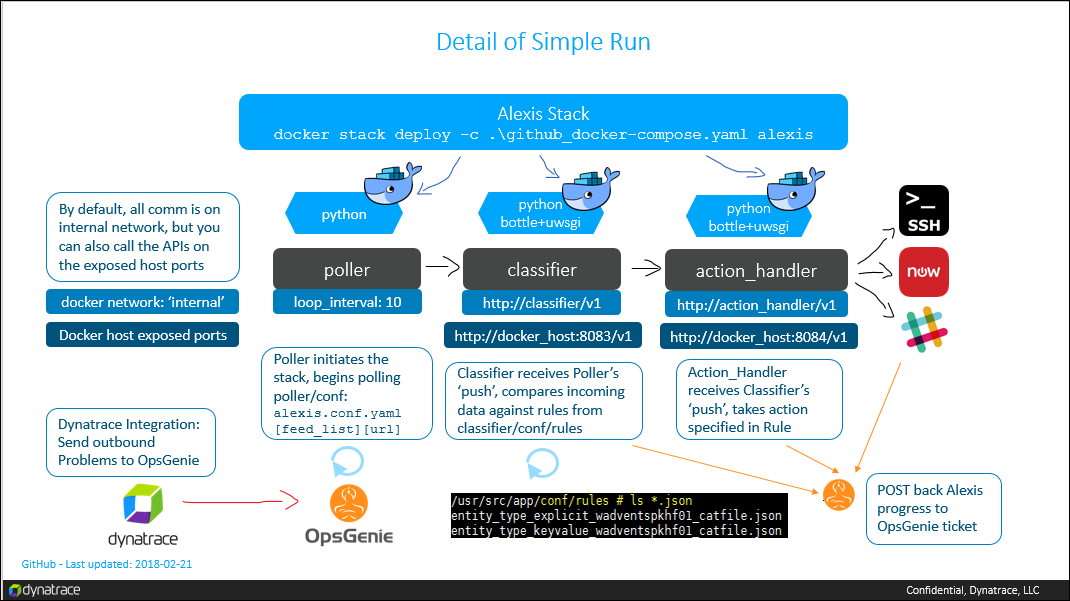 Detail of Simple Run
Alexis Stack
docker stack deploy -c .\github_docker-compose.yaml alexis
By default, all comm is on
internal network, but you
can also call the APIs on
the exposed host ports
docker network: ‘internal’
Docker host exposed ports
python
poller
loop_interval: 10
python
bottle+uwsgi
classifier
http://classifier/v1
http://docker_host:8083/v1
python
bottle+uwsgi
action_handler
http://action_handler/v1
http://docker_host:8084/v1
>_
SSH
now
Poller initiates the
stack, begins polling
poller/conf:
alexis.conf.yaml
[feed_list][url]
Classifier receives Poller’s
‘push’, compares incoming
data against rules from
classifier/conf/rules
Action_Handler
receives Classifier’s
‘push’, takes action
specified in Rule
Dynatrace Integration:
Send outbound
Problems to OpsGenie
dynatrace
OpsGenie
/usr/src/app/conf/rules # ls *.json
entity_type_explicit_wadventspkhf01_catfile.json
entity_type_keyvalue_wadventspkhf01_catfile.json
POST back Alexis
progress to
OpsGenie ticket
GitHub - Last updated: 2018-02-21
dynatrace
Confidential, Dynatrace, LLC